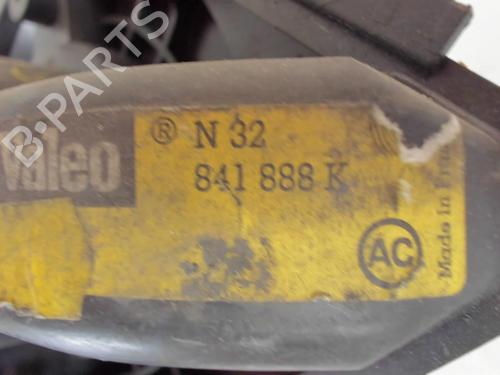 B-PARTS
Valeo
® N 32
841 888 K
AC
Made in Fra